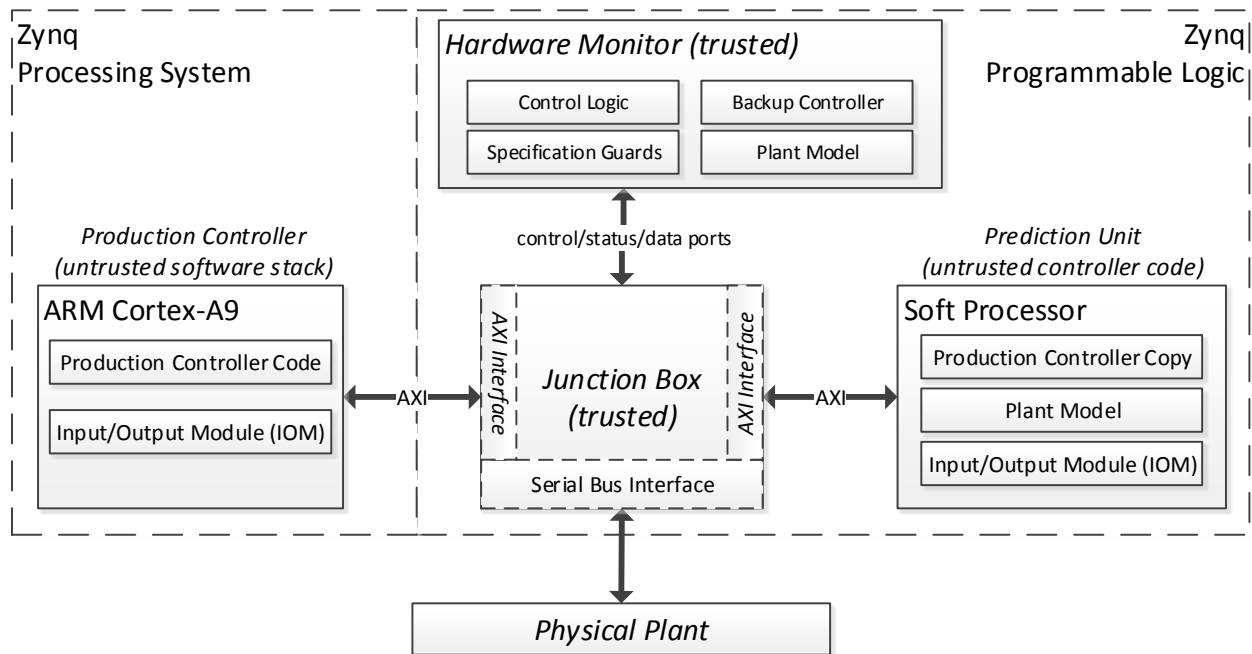 Zynq
Processing System
Hardware Monitor (trusted)
Control Logic
Backup Controller
Specification Guards
Plant Model
Zynq
Programmable Logic
control/status/data ports
Production Controller
(untrusted software stack)
ARM Cortex-A9
Production Controller Code
Input/Output Module (IOM)
AXI
AXI Interface
Junction Box
(trusted)
AXI Interface
Serial Bus Interface
AXI
Prediction Unit
(untrusted controller code)
Soft Processor
Production Controller Copy
Plant Model
Input/Output Module (IOM)
Physical Plant